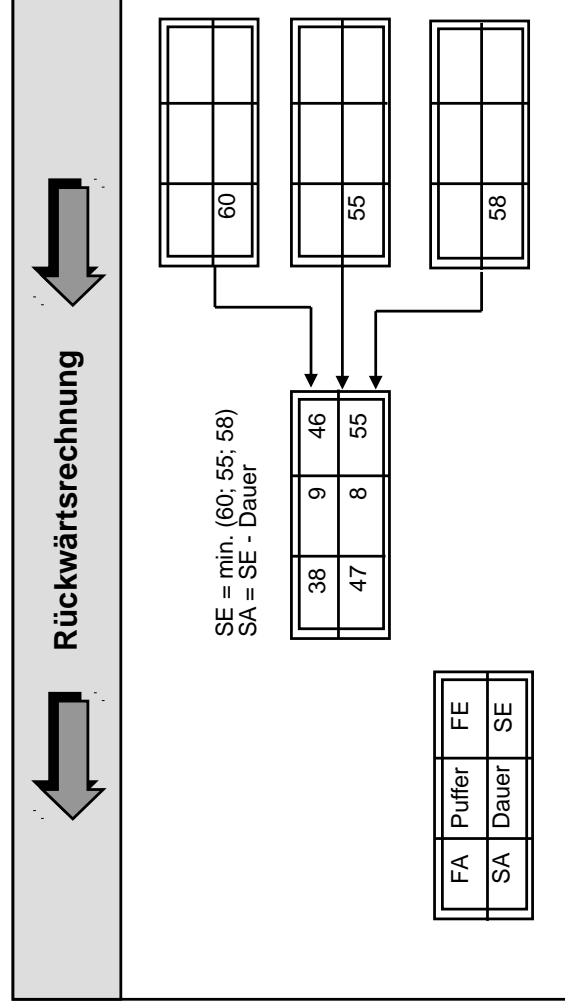 Rückwärtsrechnung
SE = min. (60; 55; 58)
SA = SE - Dauer
38 9 46
47 8 55
60
55
58
FA Puffer FE
SA Dauer SE